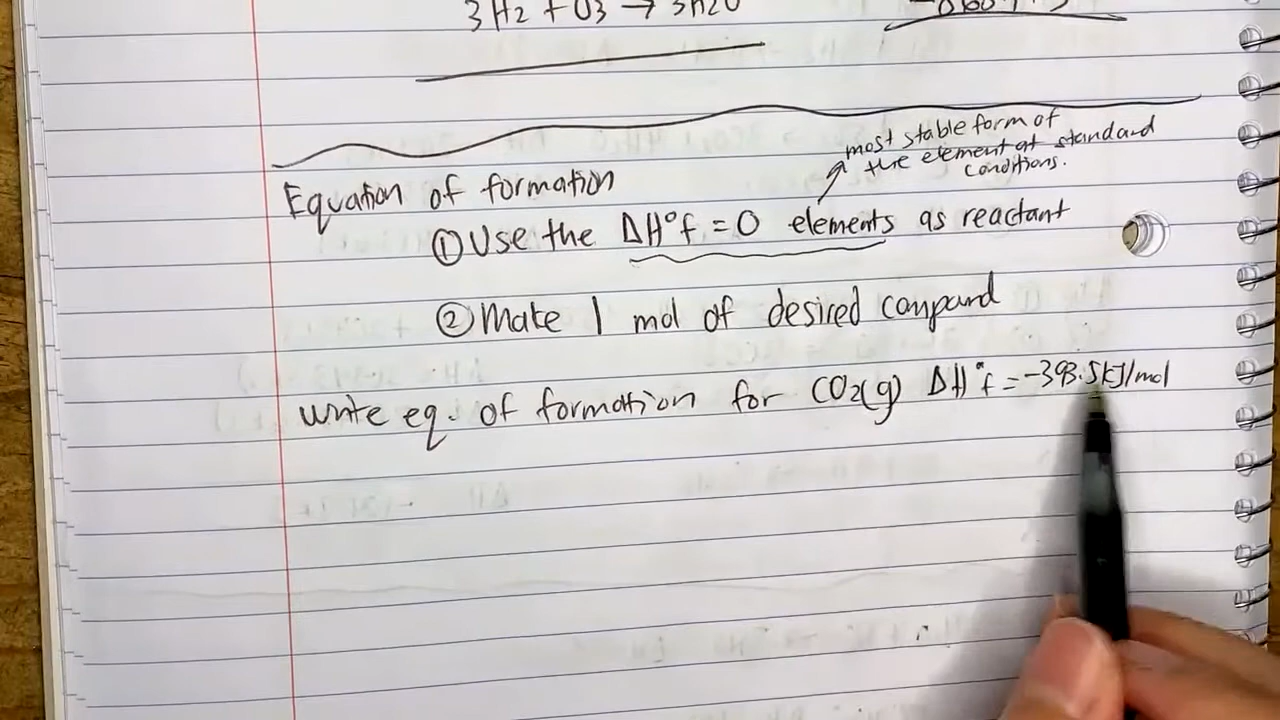 3H2 + O3 → 3H2O
most stable form of
the element at standard
conditions.
Equation of formation
① Use the ΔH°f = 0 elements as reactant
② Make 1 mol of desired compand
write eq. of formation for CO2(g) ΔH°f = -393.5kJ/mol